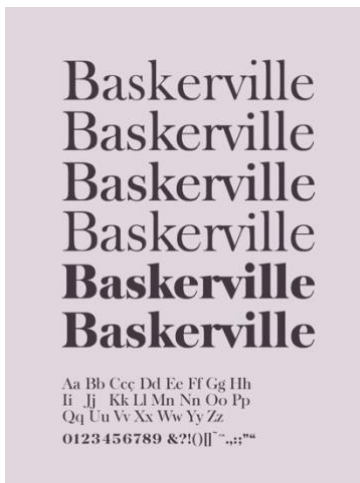 Baskerville
Baskerville
Baskerville
Baskerville
Baskerville
Baskerville
Aa Bb Ccç Dd Ee Ff Gg Hh
Ii Jj Kk Ll Mn Nn Oo Pp
Qq Uu Vv Xx Ww Yy Zz
0123456789 &?!()[]˜¨.,:;”“